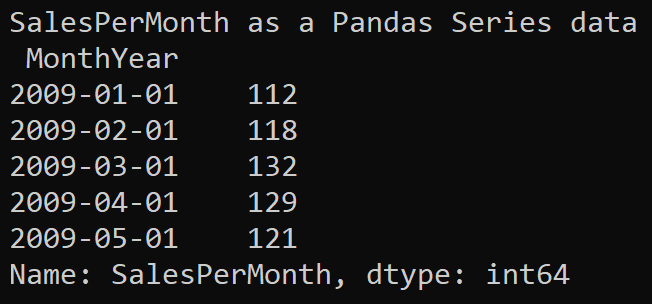 SalesPerMonth as a Pandas Series data
 MonthYear
2009-01-01    112
2009-02-01    118
2009-03-01    132
2009-04-01    129
2009-05-01    121
Name: SalesPerMonth, dtype: int64